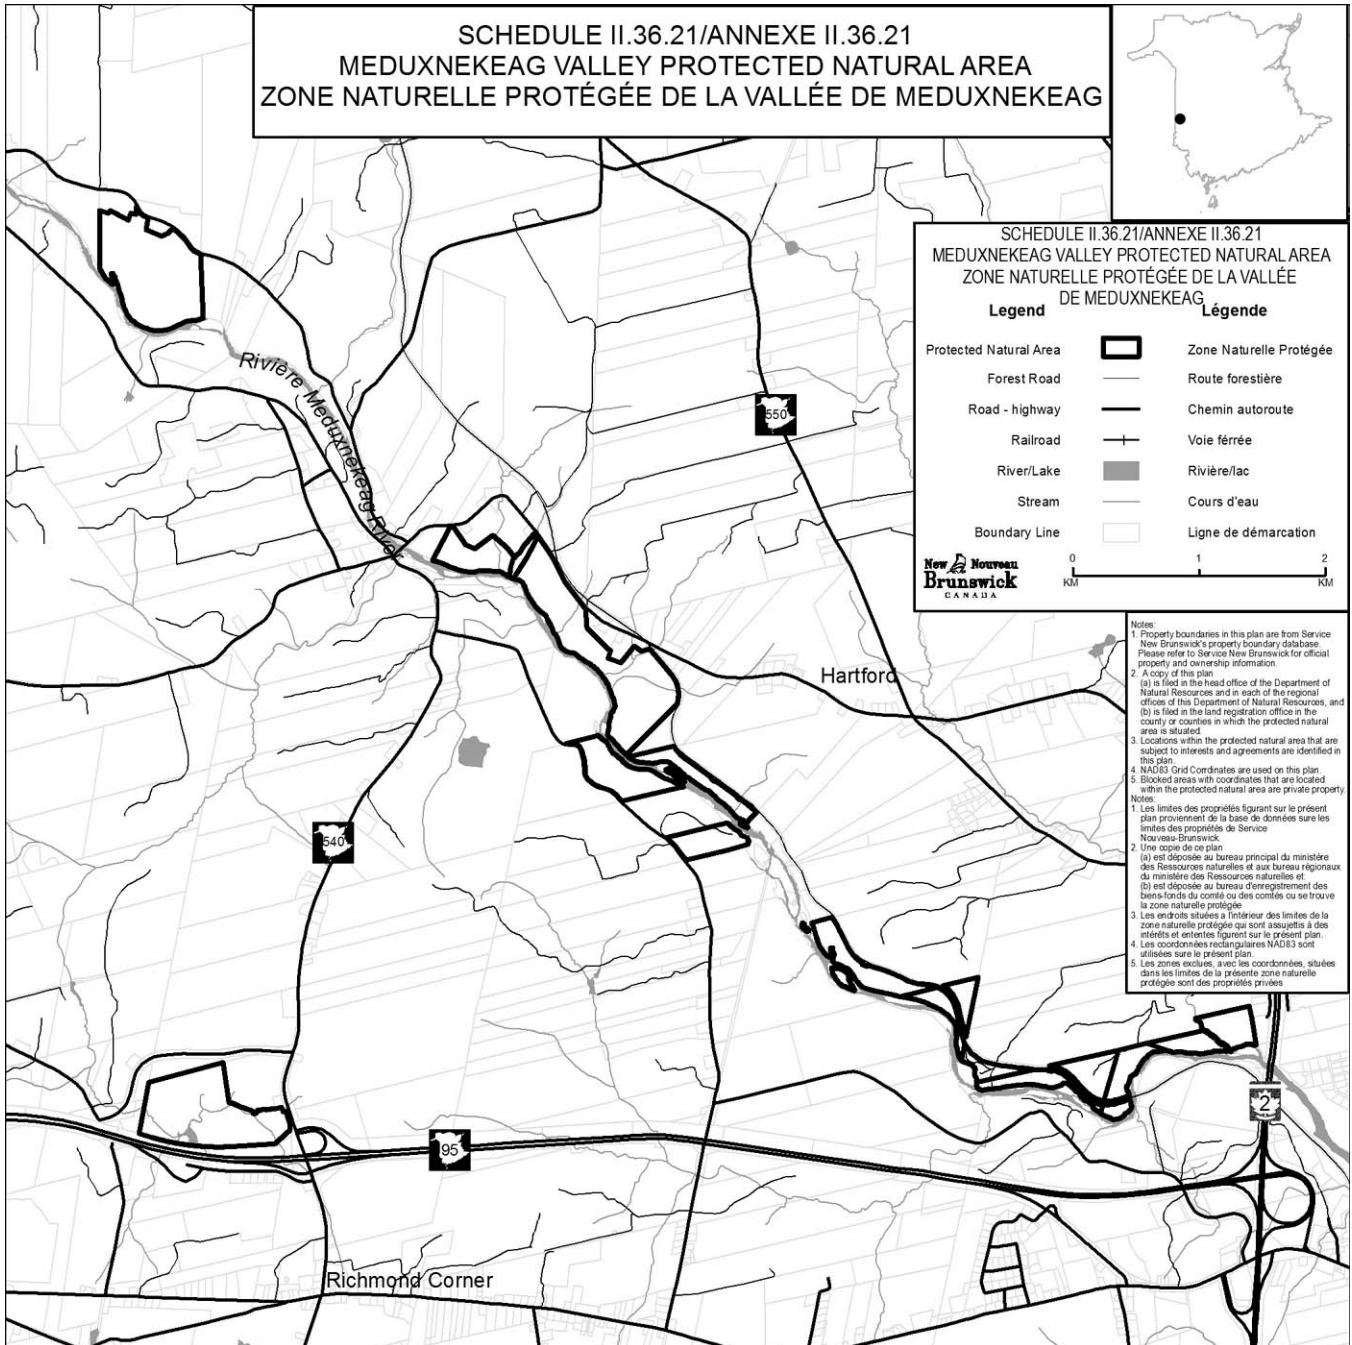 SCHEDULE II.36.21/ANNEXE II.36.21
MEDUXNEKEAG VALLEY PROTECTED NATURAL AREA
ZONE NATURELLE PROTÉGÉE DE LA VALLÉE DE MEDUXNEKEAG
SCHEDULE II.36.21/ANNEXE II.36.21
MEDUXNEKEAG VALLEY PROTECTED NATURAL AREA
ZONE NATURELLE PROTÉGÉE DE LA VALLÉE
DE MEDUXNEKEAG
Legend Légende
Protected Natural Area Zone Naturelle Protégée
Forest Road Route forestière
Road - highway Chemin autoroute
Railroad Voie férrée
River/Lake Rivière/lac
Stream Cours d'eau
Boundary Line Ligne de démarcation
New Nouveau
Brunswick
CANADA
0 1 2
KM KM
Notes:
1. Property boundaries in this plan are from Service
New Brunswick's property boundary database.
Please refer to Service New Brunswick for official
property and ownership information.
2. A copy of this plan
(a) is filed in the head office of the Department of
Natural Resources and in each of the regional
offices of this Department of Natural Resources, and
(b) is filed in the land registration offfice in the
county or counties in which the protected natural
area is situated.
3. Locations within the protected natural area that are
subject to interests and agreements are identified in
this plan.
4. NAD83 Grid Corrdinates are used on this plan.
5. Blocked areas with coordinates that are located
within the protected natural area are private property.
Notes:
1. Les limites des propriétés figurant sur le présent
plan proviennent de la base de données sure les
limites des propriétés de Service
Nouveau-Brunswick.
2. Une copie de ce plan
(a) est déposée au bureau principal du ministère
des Ressources naturelles et aux bureau régionaux
du ministère des Ressources naturelles et:
(b) est déposée au bureau d'enregistrement des
biens-fonds du comté ou des comtés ou se trouve
la zone naturelle protégée
3. Les endroits situées a l'intérieur des limites de la
zone naturelle protégée qui sont assujettis à des
intérêts et ententes figurent sur le présent plan.
4. Les coordonnées rectangulaires NAD83 sont
utilisées sure le présent plan.
5. Les zones exclues, avec les coordonnées, situées
dans les limites de la présente zone naturelle
protégée sont des propriétés privées
Rivière Meduxnekeag River
550
Hartford
540
2
95
Richmond Corner